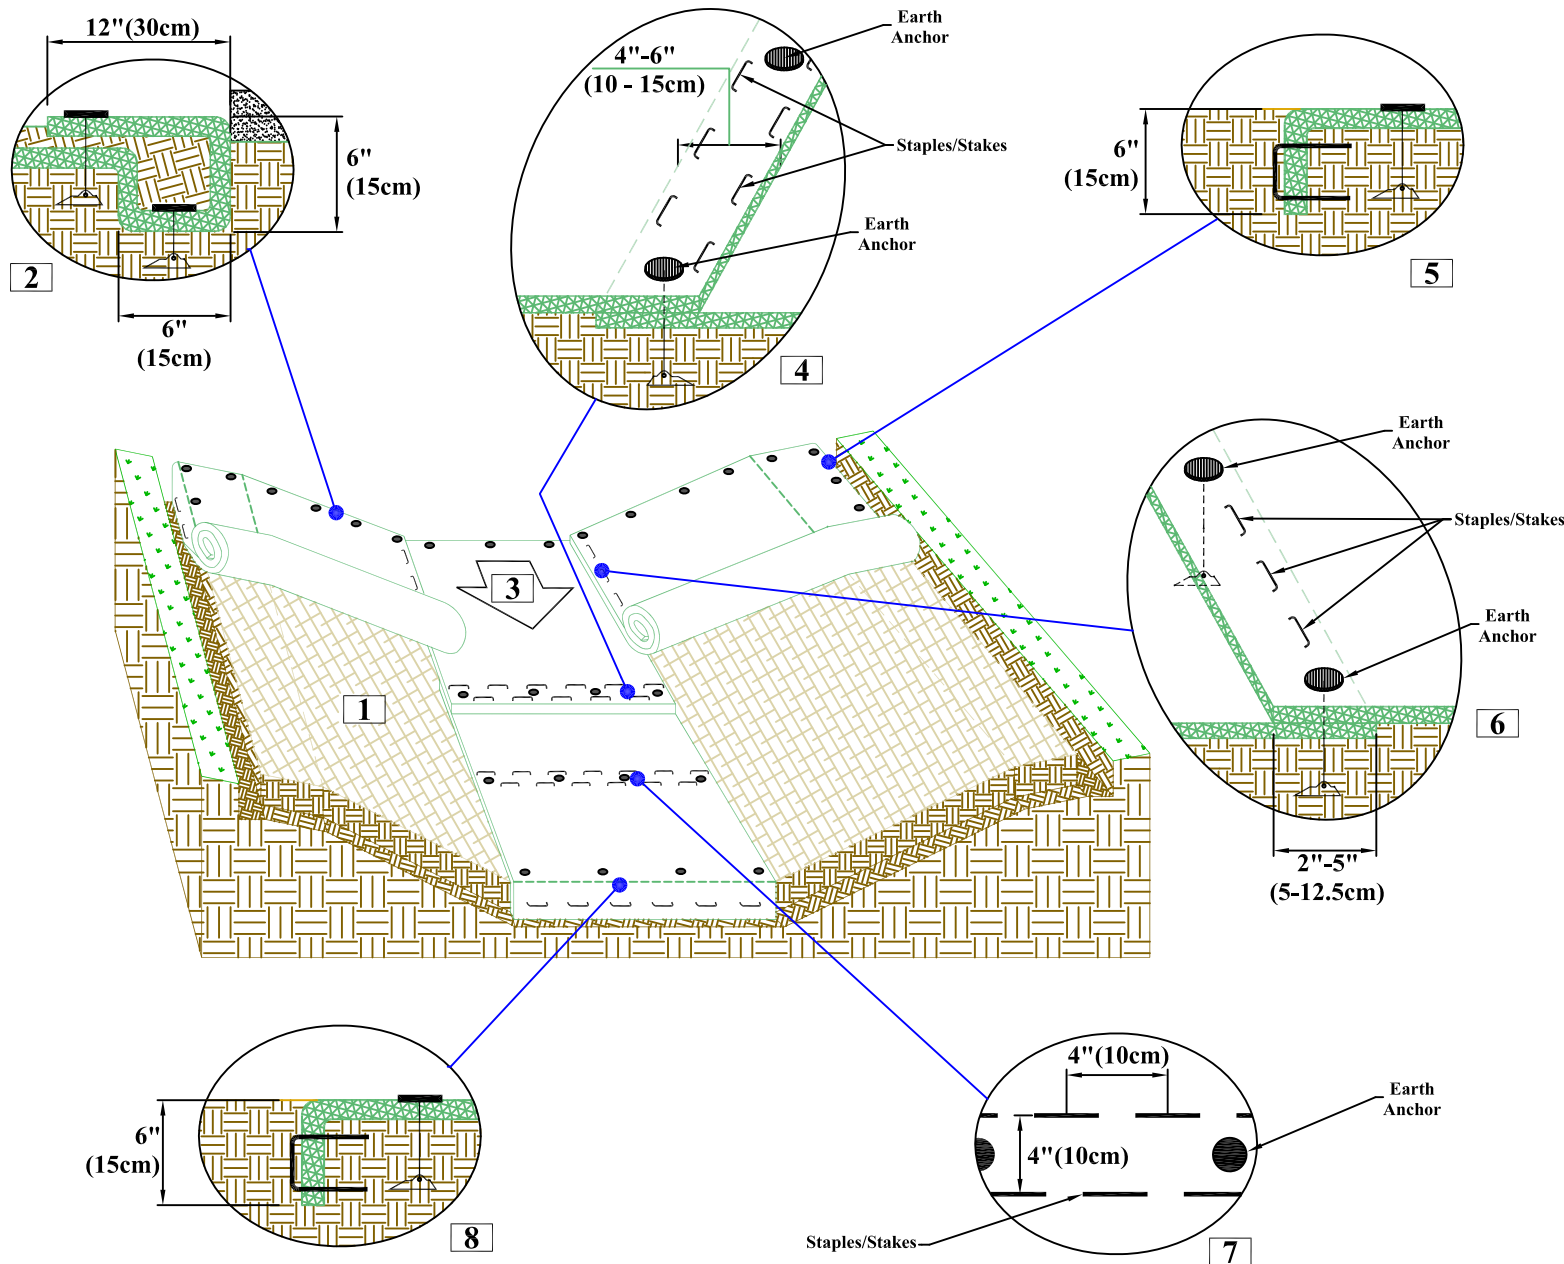 12"(30cm)
6"
(15cm)
6"
(15cm)
2
4"-6"
(10 - 15cm)
Earth
Anchor
Staples/Stakes
Earth
Anchor
4
6"
(15cm)
5
Earth
Anchor
Staples/Stakes
Earth
Anchor
6
2"-5"
(5-12.5cm)
3
1
6"
(15cm)
8
4"(10cm)
4"(10cm)
Earth
Anchor
Staples/Stakes
7